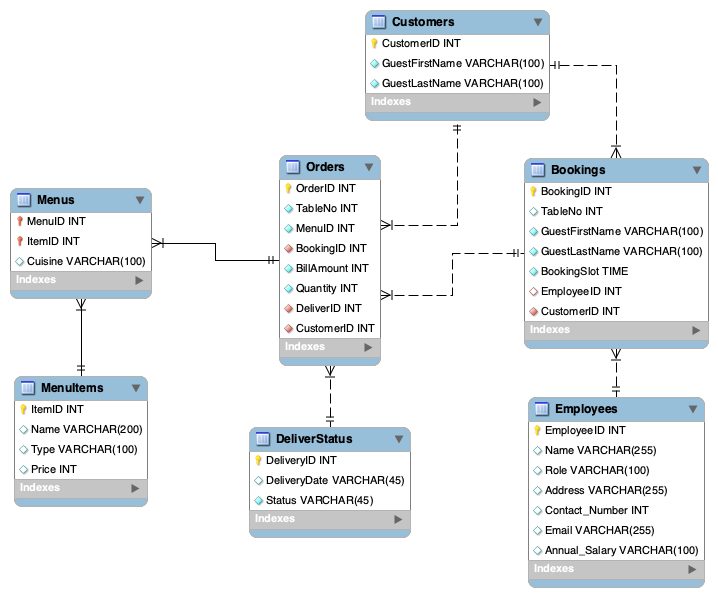 Customers
CustomerID INT
GuestFirstName VARCHAR(100)
GuestLastName VARCHAR(100)
Indexes
Orders
OrderID INT
TableNo INT
MenuID INT
BookingID INT
BillAmount INT
Quantity INT
DeliverID INT
CustomerID INT
Indexes
Bookings
BookingID INT
TableNo INT
GuestFirstName VARCHAR(100)
GuestLastName VARCHAR(100)
BookingSlot TIME
EmployeeID INT
CustomerID INT
Indexes
Menus
MenuID INT
ItemID INT
Cuisine VARCHAR(100)
Indexes
MenuItems
ItemID INT
Name VARCHAR(200)
Type VARCHAR(100)
Price INT
Indexes
DeliverStatus
DeliveryID INT
DeliveryDate VARCHAR(45)
Status VARCHAR(45)
Indexes
Employees
EmployeeID INT
Name VARCHAR(255)
Role VARCHAR(100)
Address VARCHAR(255)
Contact_Number INT
Email VARCHAR(255)
Annual_Salary VARCHAR(100)
Indexes